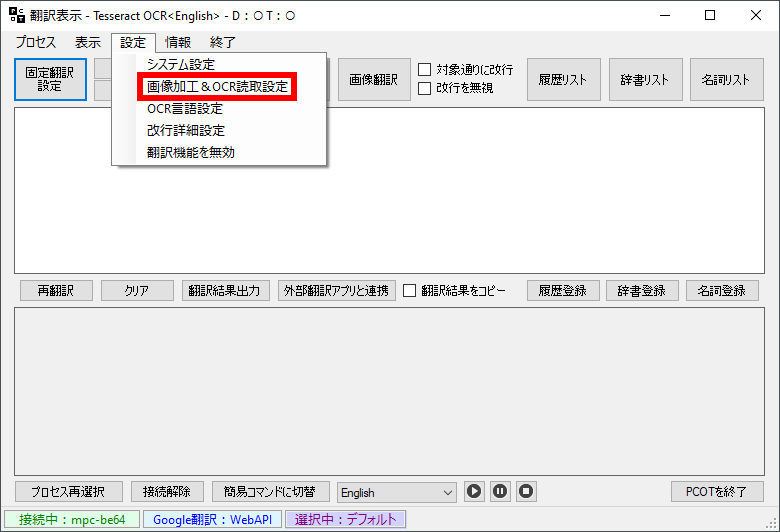 翻訳表示 - Tesseract OCR<English> - D：○ T：○
プロセス 表示 設定 情報 終了
システム設定
画像加工＆OCR読取設定
OCR言語設定
改行詳細設定
翻訳機能を無効
固定翻訳
設定
画像翻訳
対象通りに改行
改行を無視
履歴リスト
辞書リスト
名詞リスト
再翻訳
クリア
翻訳結果出力
外部翻訳アプリと連携
翻訳結果をコピー
履歴登録
辞書登録
名詞登録
プロセス再選択
接続解除
簡易コマンドに切替
English
PCOTを終了
接続中：mpc-be64
Google翻訳：WebAPI
選択中：デフォルト